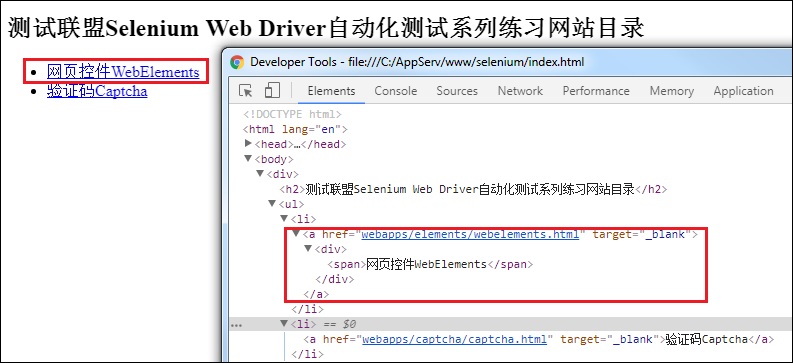 测试联盟Selenium Web Driver自动化测试系列练习网站目录
网页控件WebElements
验证码Captcha
Developer Tools - file:///C:/AppServ/www/selenium/index.html
Elements Console Sources Network Performance Memory Application
<!DOCTYPE html>
<html lang="en">
<head>…</head>
<body>
<div>
<h2>测试联盟Selenium Web Driver自动化测试系列练习网站目录</h2>
<ul>
<li>
<a href="webapps/elements/webelements.html" target="_blank">
<div>
<span>网页控件WebElements</span>
</div>
</a>
</li>
<li> == $0
<a href="webapps/captcha/captcha.html" target="_blank">验证码Captcha</a>
</li>